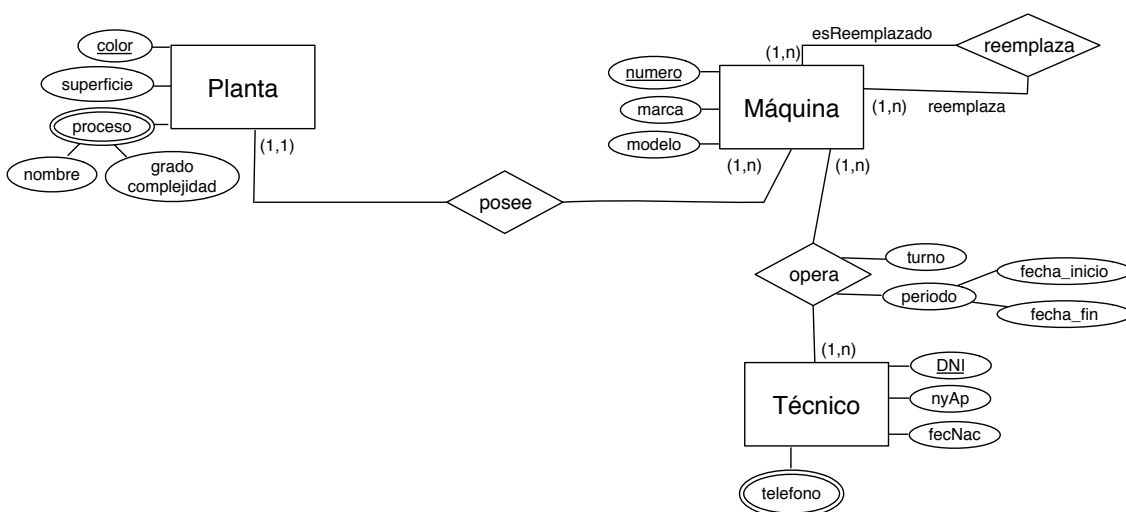 color
superficie
proceso
nombre
grado
complejidad
Planta
(1,1)
posee
esReemplazado
(1,n)
reemplaza
numero
marca
modelo
Máquina
(1,n)
reemplaza
(1,n)
(1,n)
opera
turno
periodo
fecha_inicio
fecha_fin
(1,n)
Técnico
DNI
nyAp
fecNac
telefono